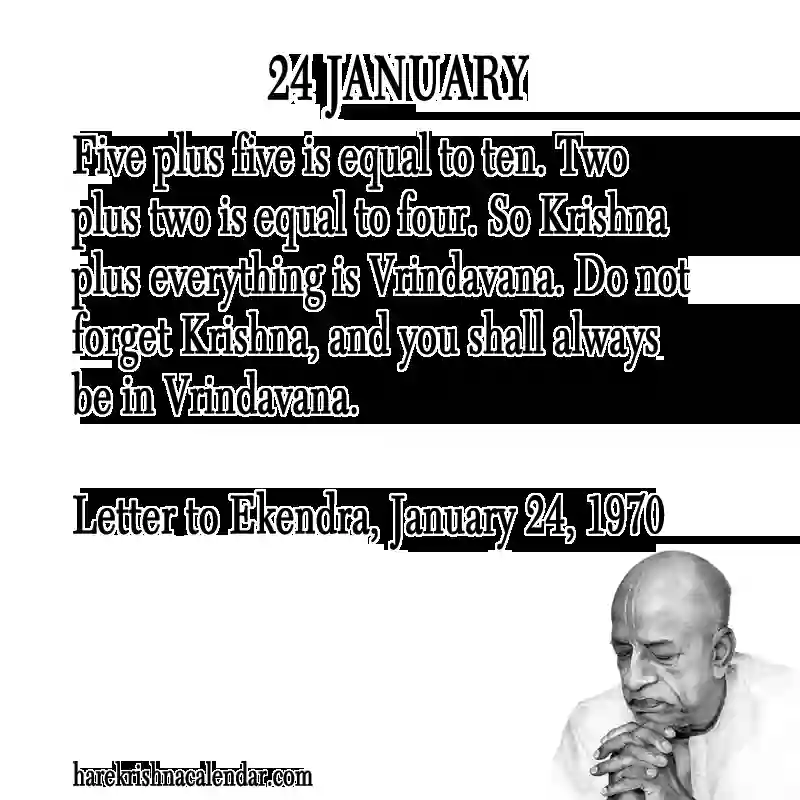 24 JANUARY
Five plus five is equal to ten. Two
plus two is equal to four. So Krishna
plus everything is Vrindavana. Do not
forget Krishna, and you shall always
be in Vrindavana.
Letter to Ekendra, January 24, 1970
harekrishnacalendar.com